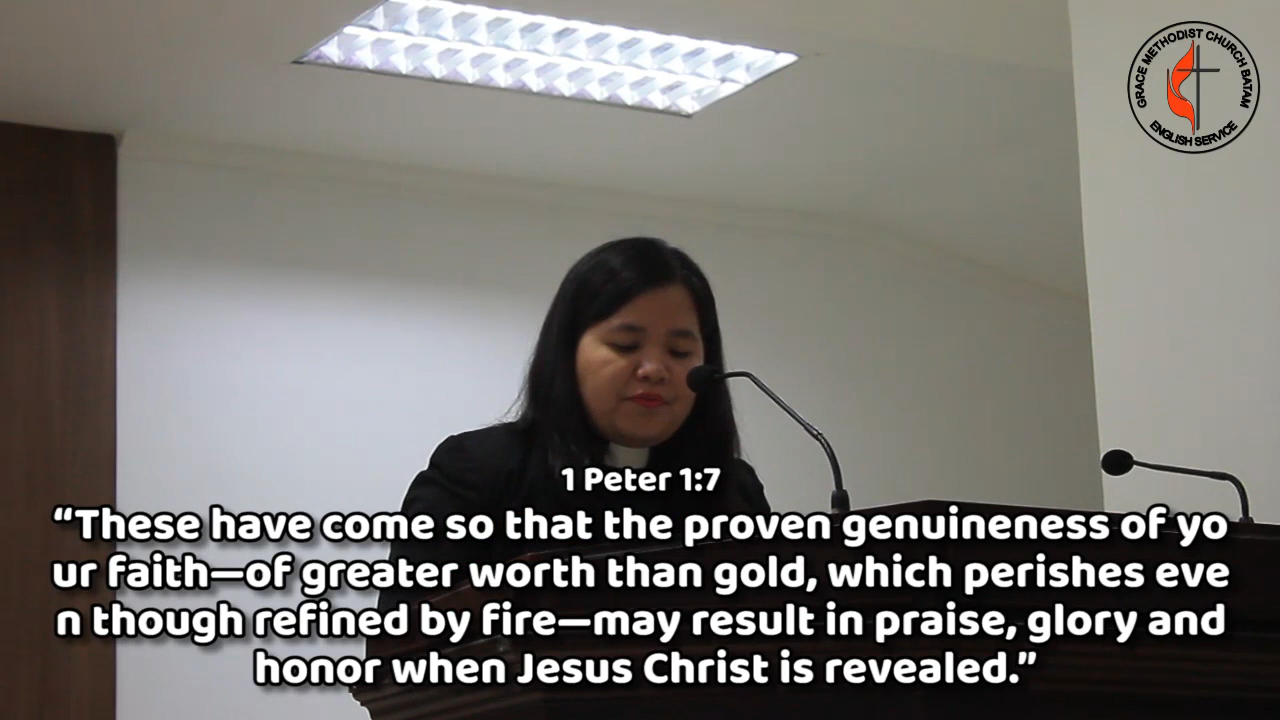 GRACE METHODIST CHURCH BATAM
ENGLISH SERVICE
1 Peter 1:7
“These have come so that the proven genuineness of yo
ur faith—of greater worth than gold, which perishes eve
n though refined by fire—may result in praise, glory and
honor when Jesus Christ is revealed.”